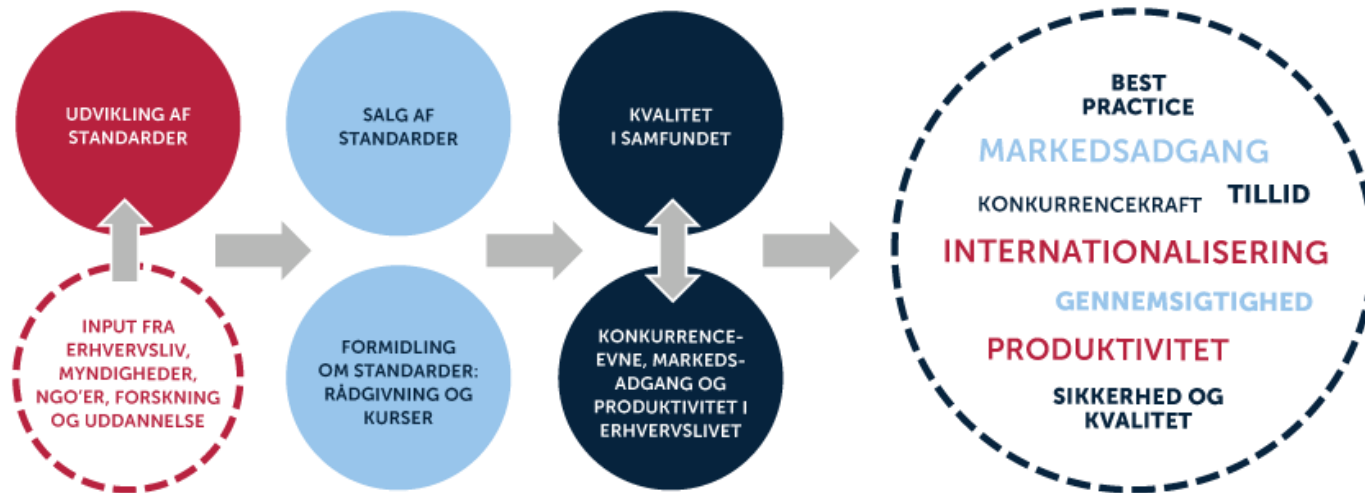 UDVIKLING AF
STANDARDER
INPUT FRA
ERHVERVSLIV,
MYNDIGHEDER,
NGO'ER, FORSKNING
OG UDDANNELSE
SALG AF
STANDARDER
FORMIDLING
OM STANDARDER:
RÅDGIVNING OG
KURSER
KVALITET
I SAMFUNDET
KONKURRENCE-
EVNE, MARKEDS-
ADGANG OG
PRODUKTIVITET I
ERHVERVSLIVET
BEST
PRACTICE
MARKEDSADGANG
KONKURRENCEKRAFT TILLID
INTERNATIONALISERING
GENNEMSIGTIGHED
PRODUKTIVITET
SIKKERHED OG
KVALITET